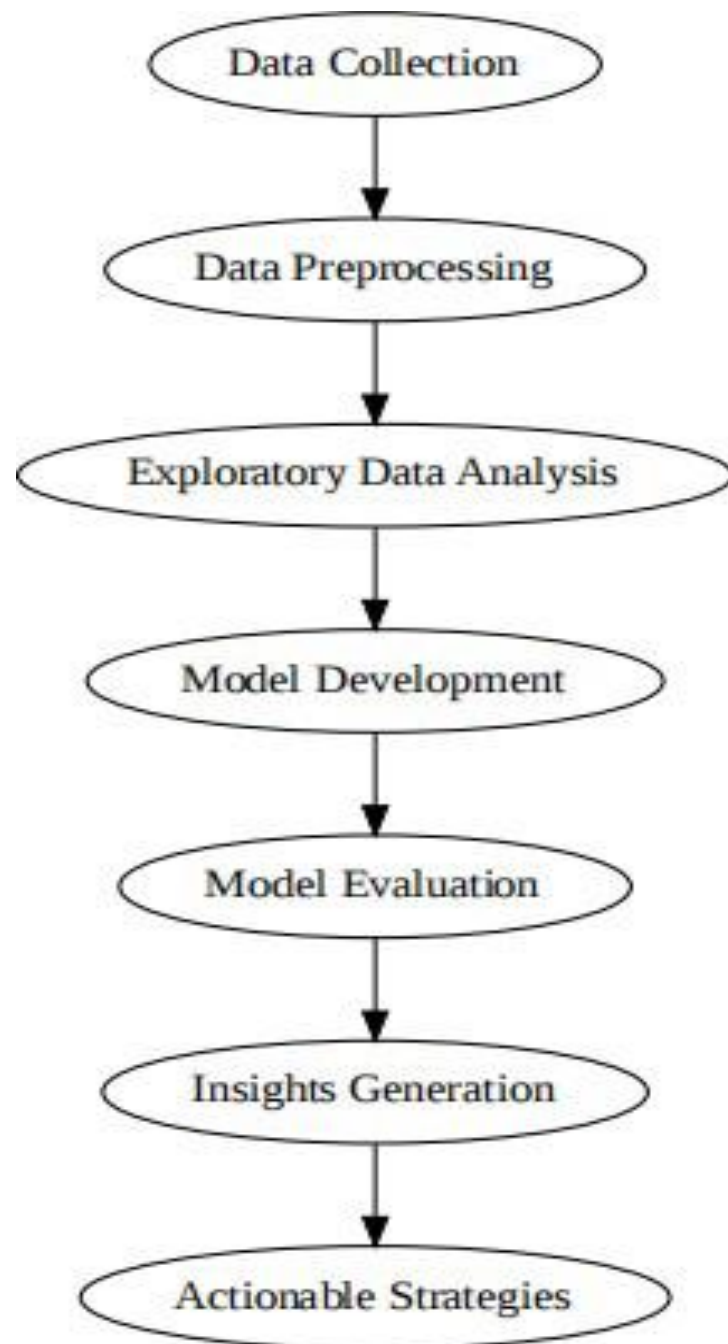 Data Collection
Data Preprocessing
Exploratory Data Analysis
Model Development
Model Evaluation
Insights Generation
Actionable Strategies